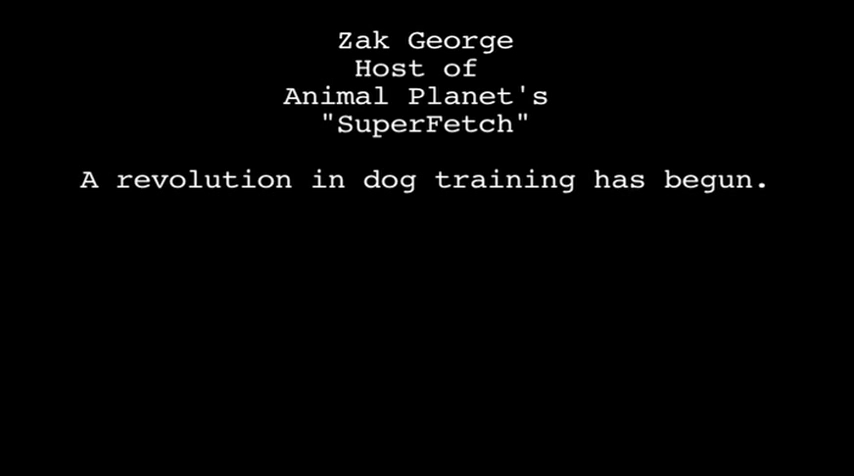 Zak George
Host of
Animal Planet's
"SuperFetch"
A revolution in dog training has begun.